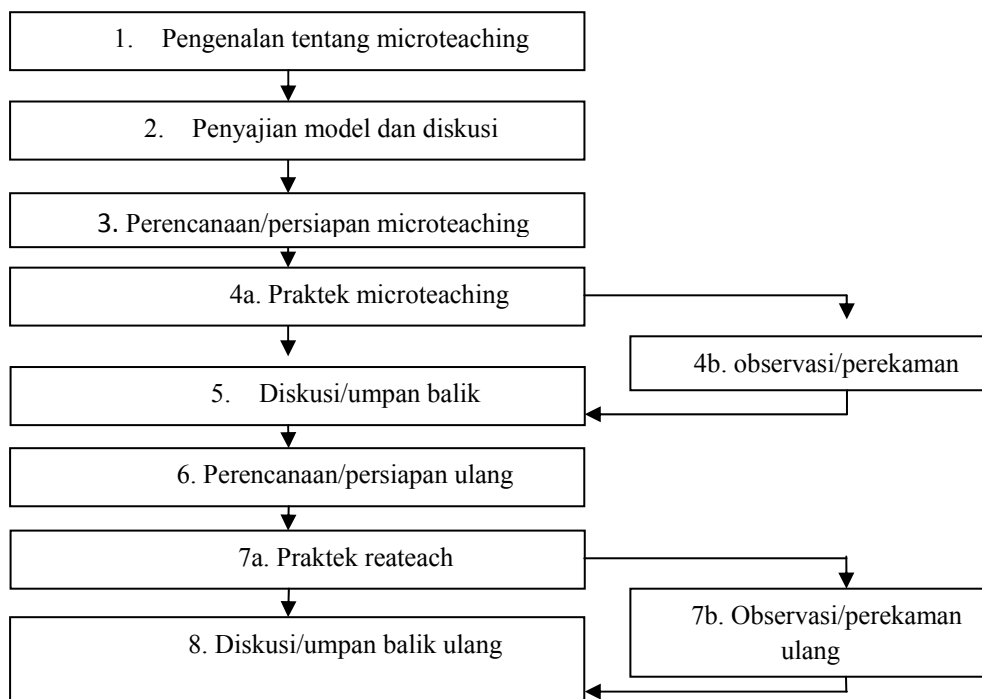 1. Pengenalan tentang microteaching
2. Penyajian model dan diskusi
3. Perencanaan/persiapan microteaching
4a. Praktek microteaching
4b. observasi/perekaman
5. Diskusi/umpan balik
6. Perencanaan/persiapan ulang
7a. Praktek reateach
7b. Observasi/perekaman
ulang
8. Diskusi/umpan balik ulang